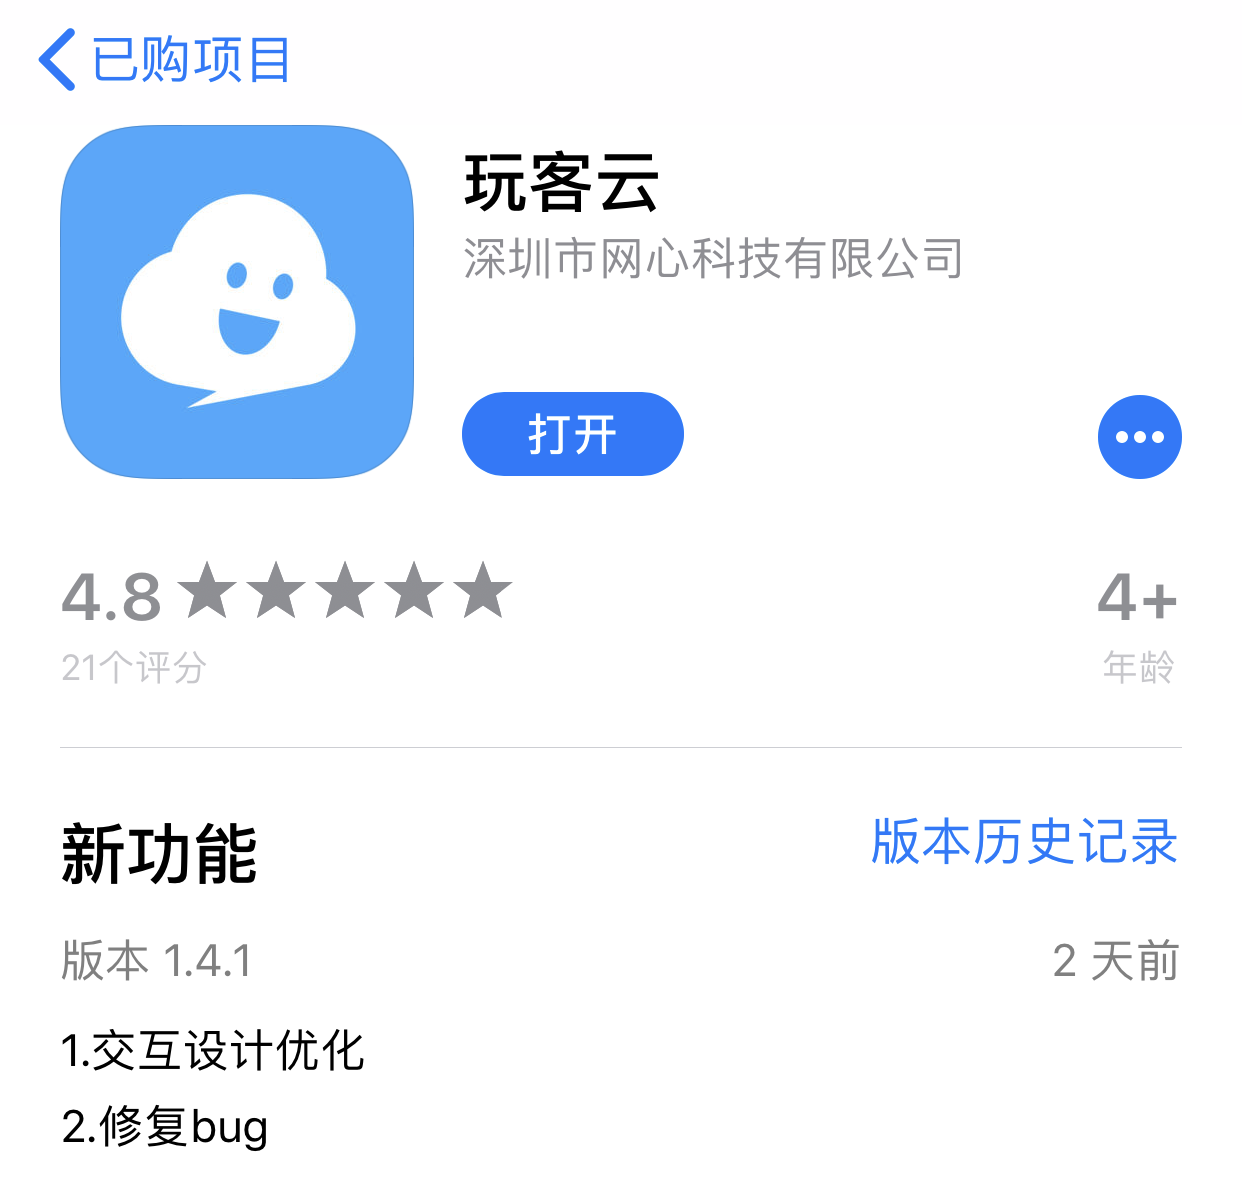 已购项目
玩客云
深圳市网心科技有限公司
打开
4.8
4+
21个评分
年龄
新功能
版本历史记录
版本 1.4.1
2 天前
1.交互设计优化
2.修复bug